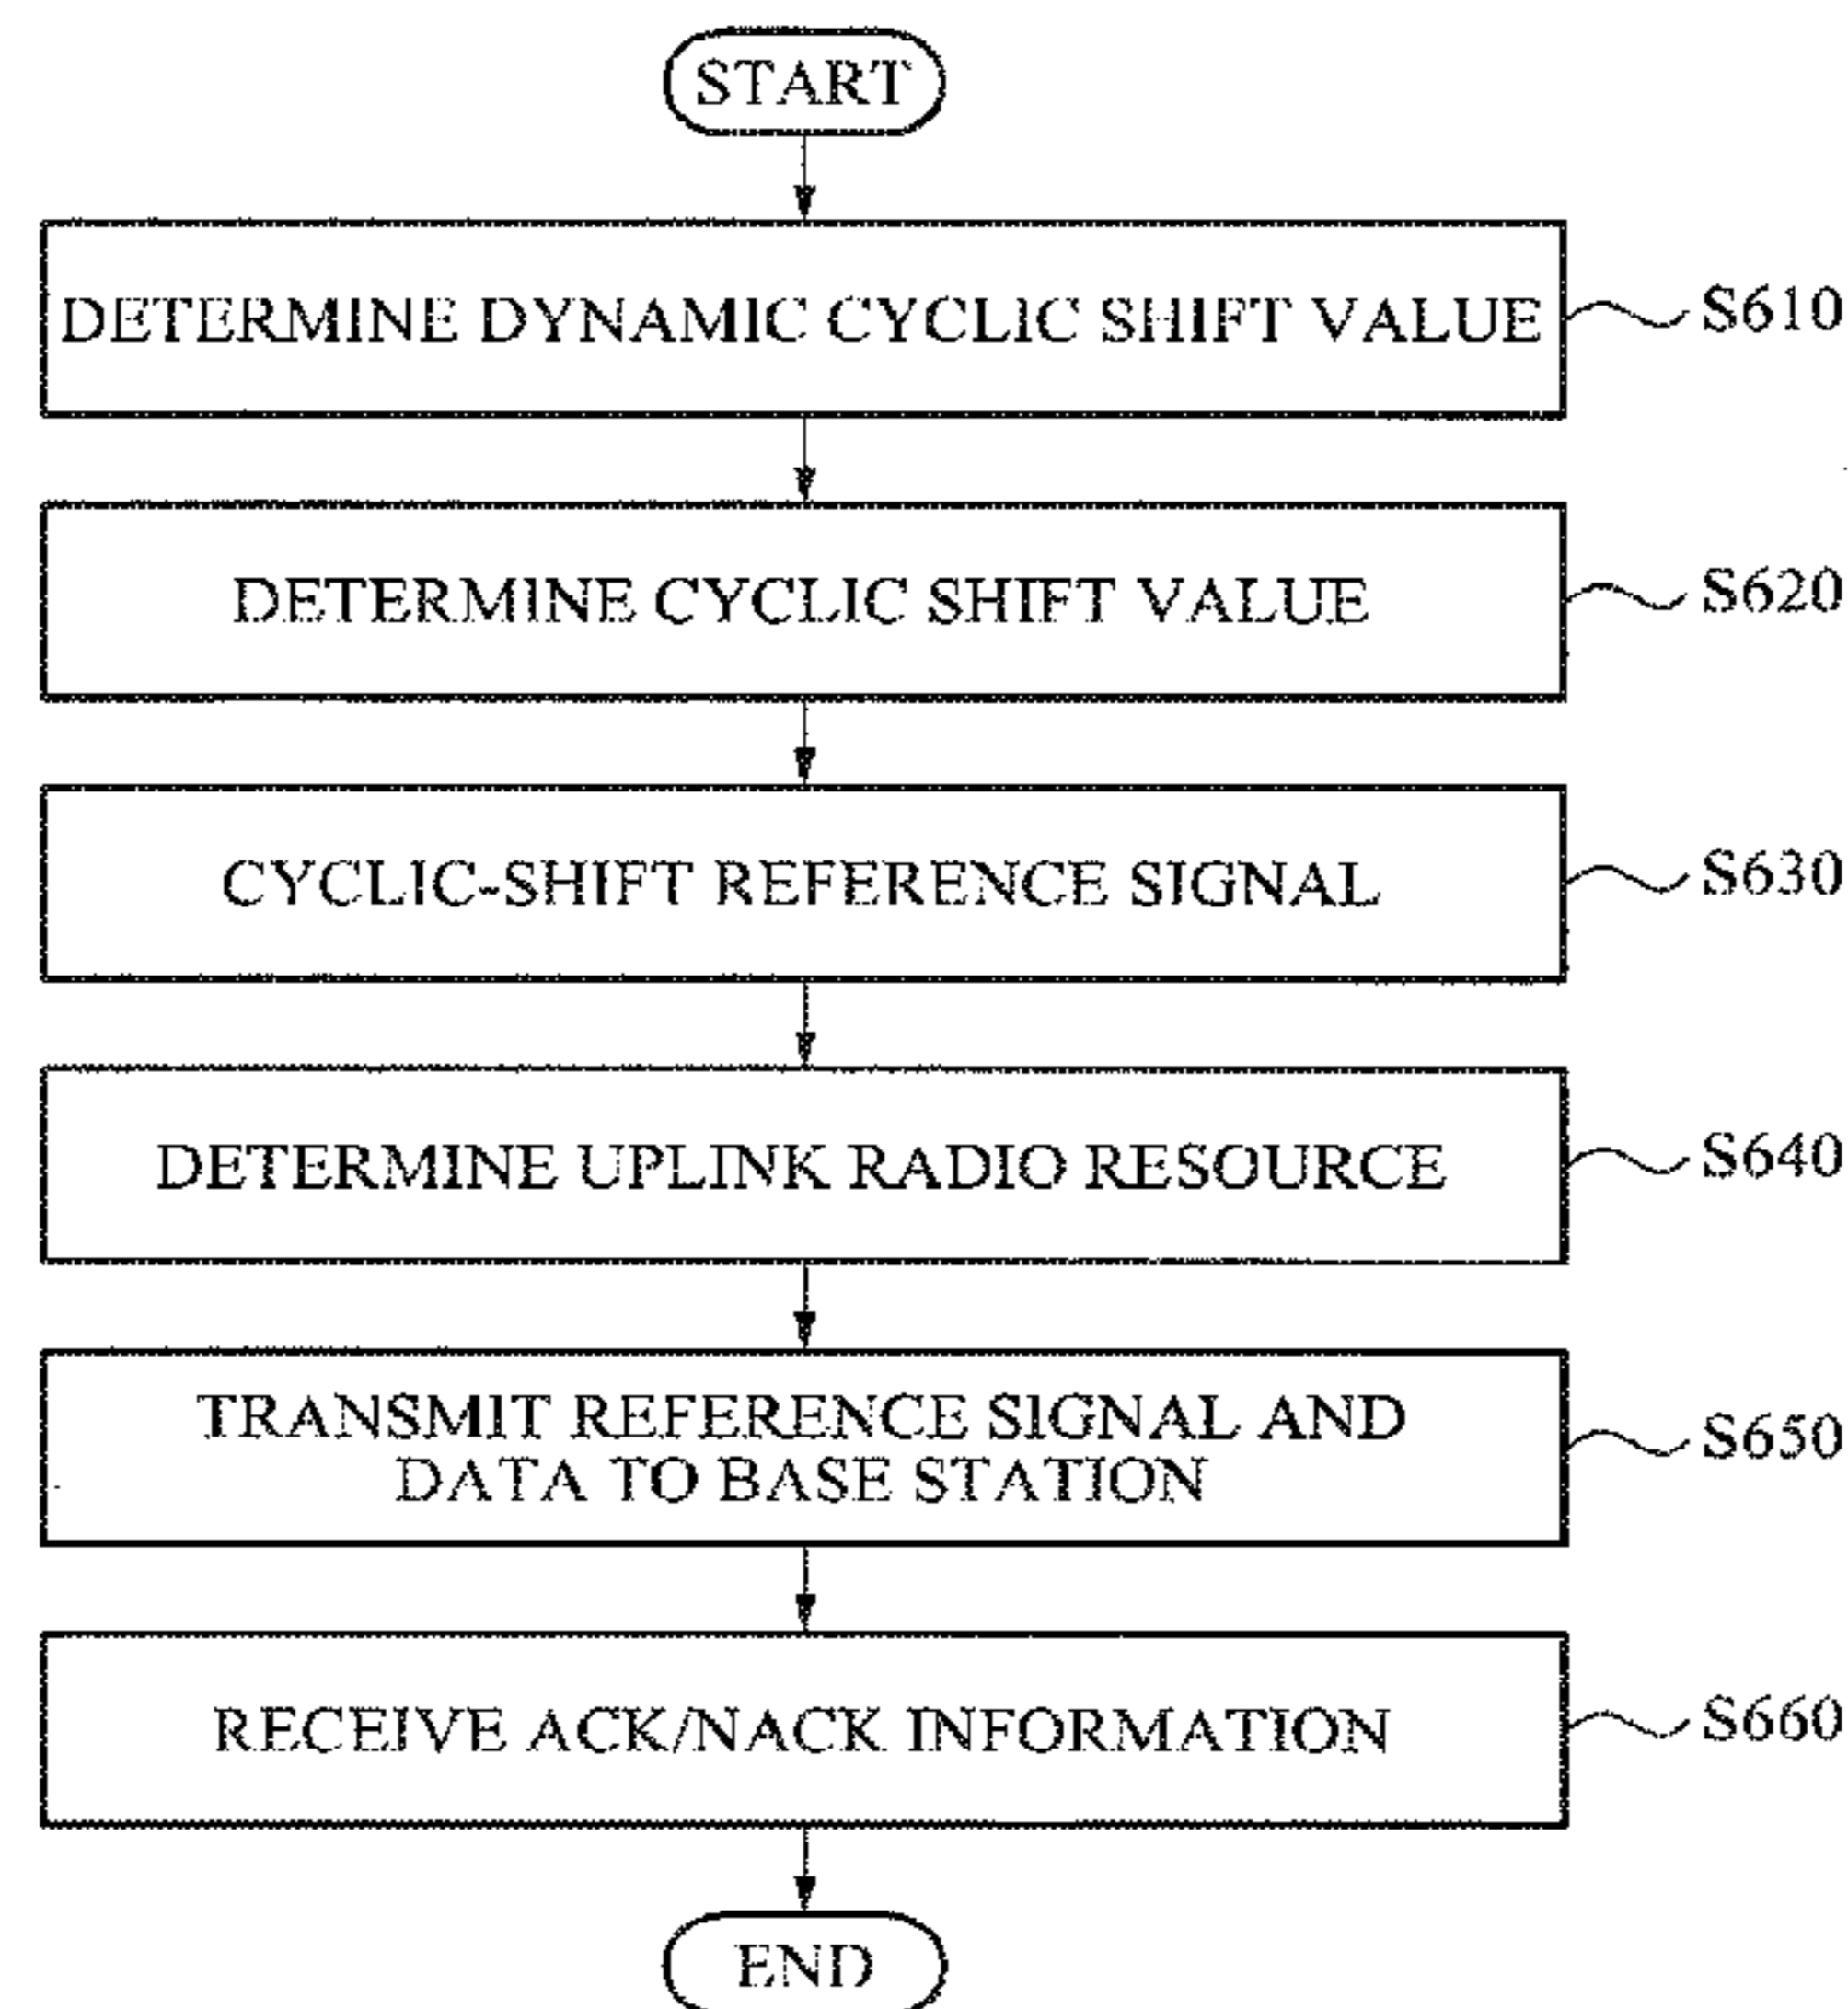 START
DETERMINE DYNAMIC CYCLIC SHIFT VALUE
S610
DETERMINE CYCLIC SHIFT VALUE
S620
CYCLIC-SHIFT REFERENCE SIGNAL
S630
DETERMINE UPLINK RADIO RESOURCE
S640
TRANSMIT REFERENCE SIGNAL AND
DATA TO BASE STATION
S650
RECEIVE ACK/NACK INFORMATION
S660
END